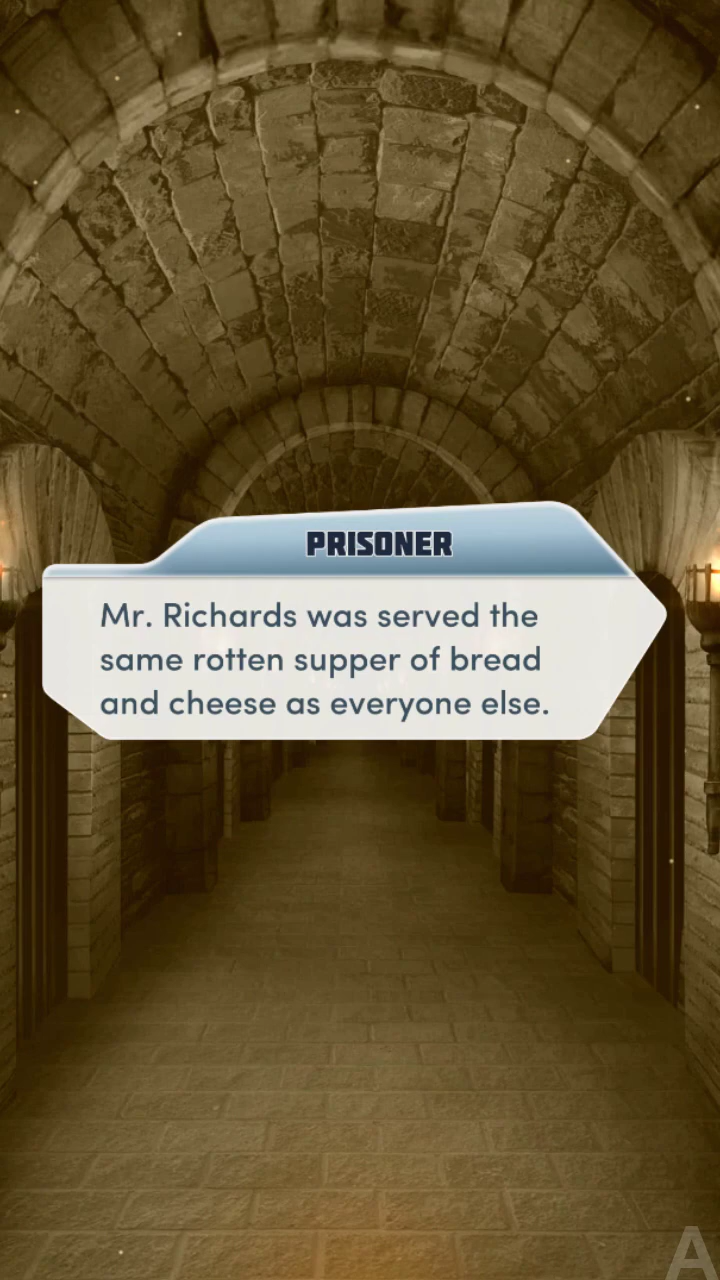 PRISONER
Mr. Richards was served the
same rotten supper of bread
and cheese as everyone else.
A